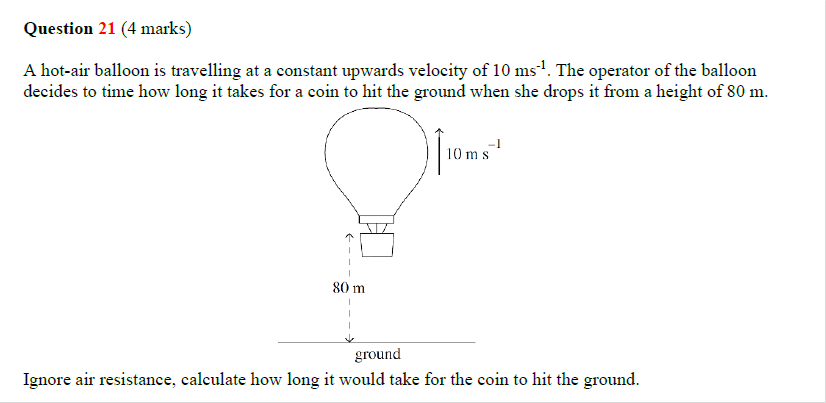 Question 21 (4 marks)
A hot-air balloon is travelling at a constant upwards velocity of 10 ms⁻¹. The operator of the balloon
decides to time how long it takes for a coin to hit the ground when she drops it from a height of 80 m.
10 m s⁻¹
80 m
ground
Ignore air resistance, calculate how long it would take for the coin to hit the ground.